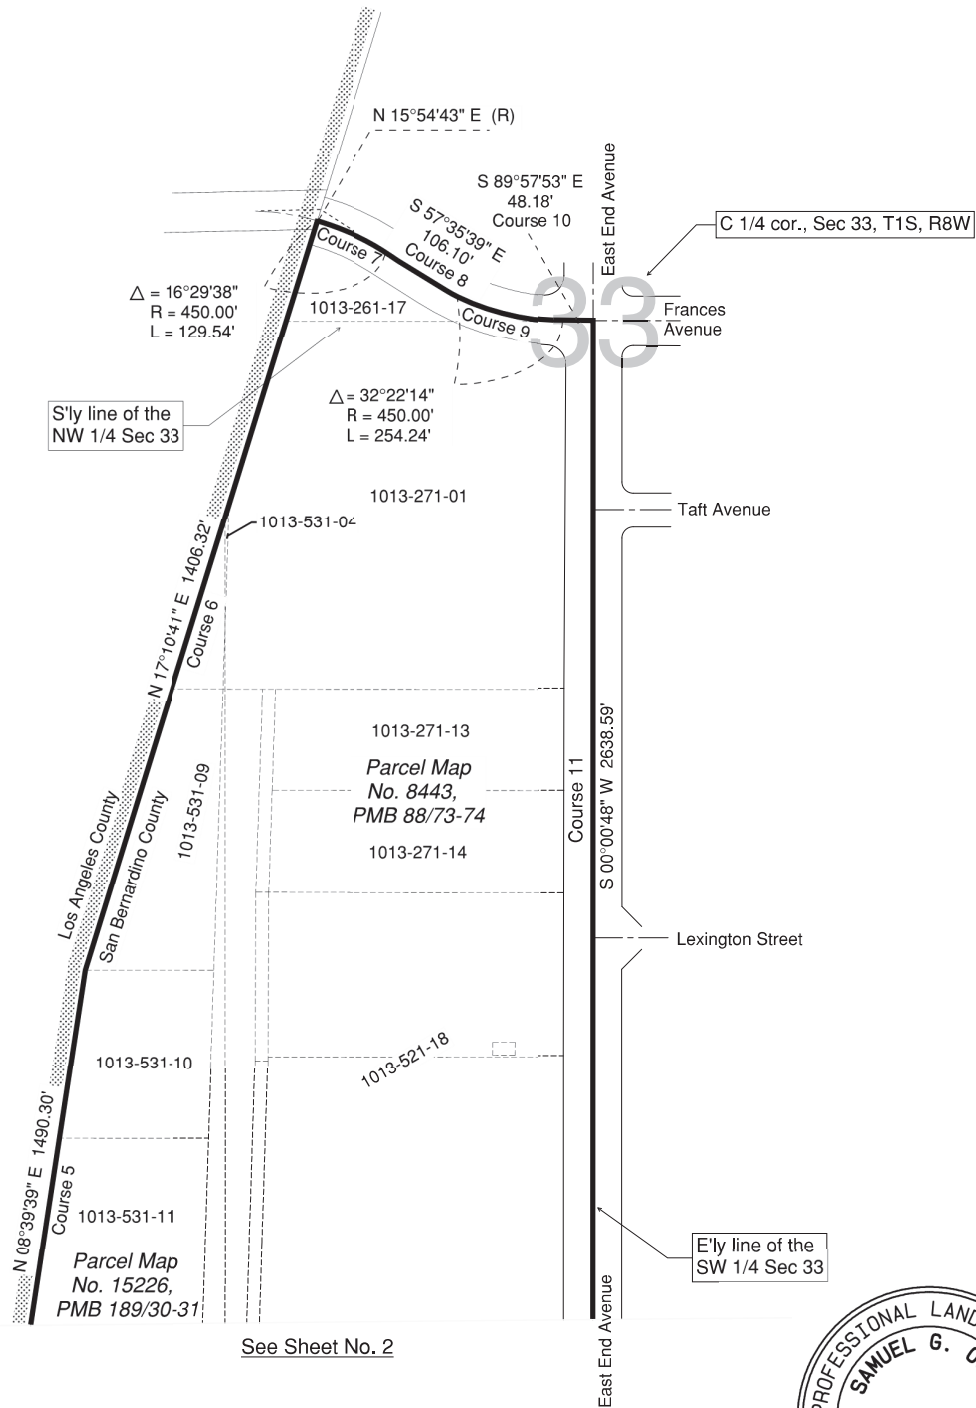 N 15°54'43" E (R)
S 89°57'53" E
48.18'
Course 10
East End Avenue
S 57°35'39" E
106.10'
Course 8
C 1/4 cor., Sec 33, T1S, R8W
Course 7
Δ = 16°29'38"
R = 450.00'
L = 129.54'
1013-261-17
Course 9
33
Frances
Avenue
Δ = 32°22'14"
R = 450.00'
L = 254.24'
S'ly line of the
NW 1/4 Sec 33
1013-271-01
Taft Avenue
1013-531-04
N 17°10'41" E 1406.32'
Course 6
1013-271-13
Parcel Map
No. 8443,
PMB 88/73-74
1013-271-14
Course 11
S 00°00'48" W 2638.59'
1013-531-09
Los Angeles County
San Bernardino County
Lexington Street
1013-531-10
1013-521-18
N 08°39'39" E 1490.30'
Course 5
1013-531-11
Parcel Map
No. 15226,
PMB 189/30-31
E'ly line of the
SW 1/4 Sec 33
East End Avenue
See Sheet No. 2
PROFESSIONAL LAND
SAMUEL G.